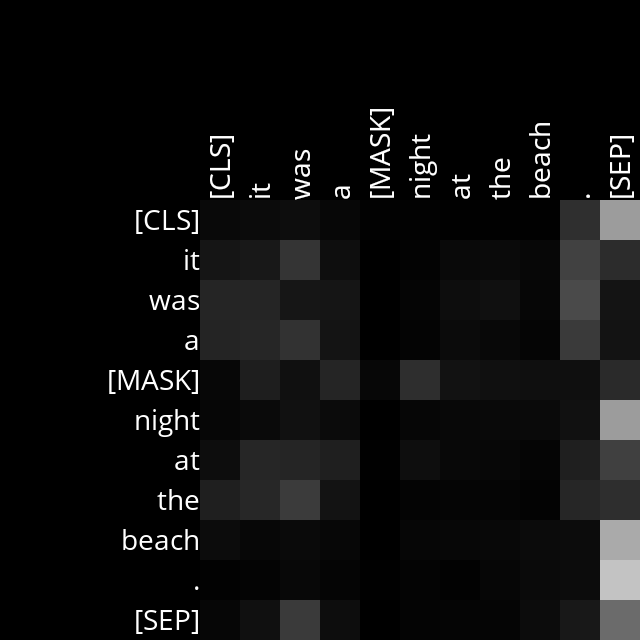 [CLS] it was a [MASK] night at the beach . [SEP]
[CLS]
it
was
a
[MASK]
night
at
the
beach
.
[SEP]